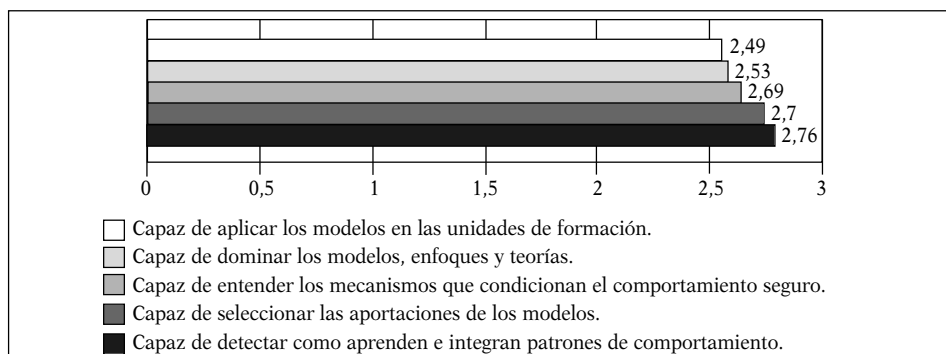 2,49
2,53
2,69
2,7
2,76
0 0,5 1 1,5 2 2,5 3
Capaz de aplicar los modelos en las unidades de formación.
Capaz de dominar los modelos, enfoques y teorías.
Capaz de entender los mecanismos que condicionan el comportamiento seguro.
Capaz de seleccionar las aportaciones de los modelos.
Capaz de detectar como aprenden e integran patrones de comportamiento.